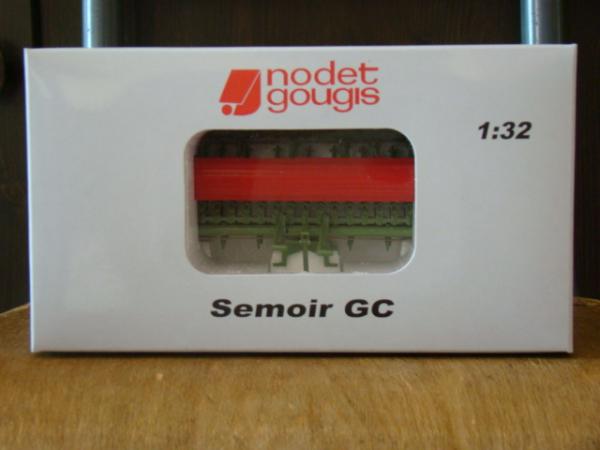 nodet
gougis
1:32
Semoir GC